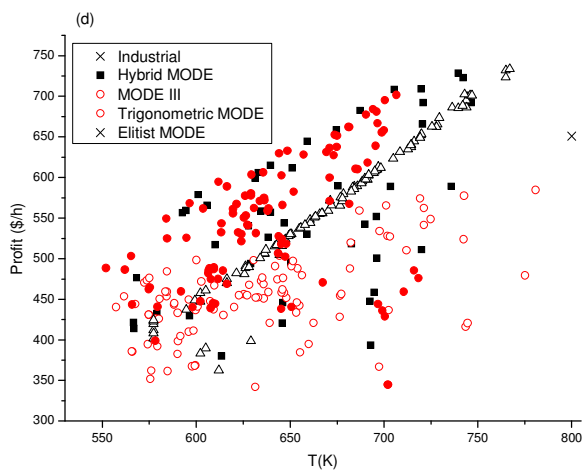 (d)
Industrial
Hybrid MODE
MODE III
Trigonometric MODE
Elitist MODE
Profit ($/h)
750
700
650
600
550
500
450
400
350
300
550 600 650 700 750 800
T(K)